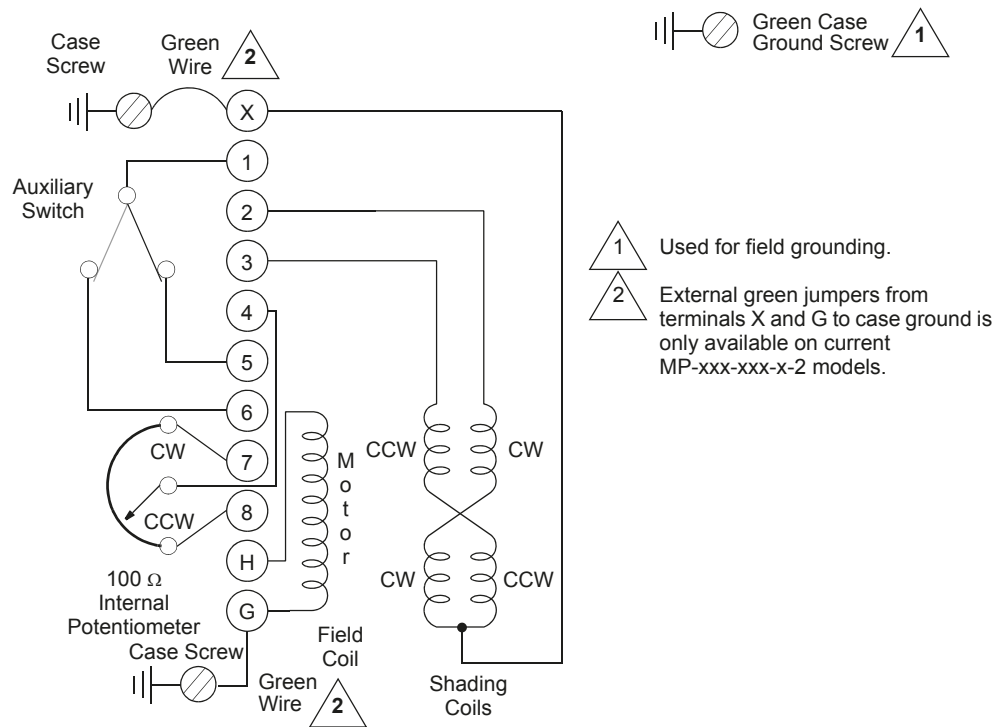 Case
Screw
Green
Wire
2
Green Case
Ground Screw
1
X
1
Auxiliary
Switch
2
3
4
5
6
7
8
H
G
CW
CCW
100 Ω
Internal
Potentiometer
Case Screw
Green
Wire
2
Motor
Field
Coil
CCW
CW
CW
CCW
Shading
Coils
1
Used for field grounding.
2
External green jumpers from
terminals X and G to case ground is
only available on current
MP-xxx-xxx-x-2 models.